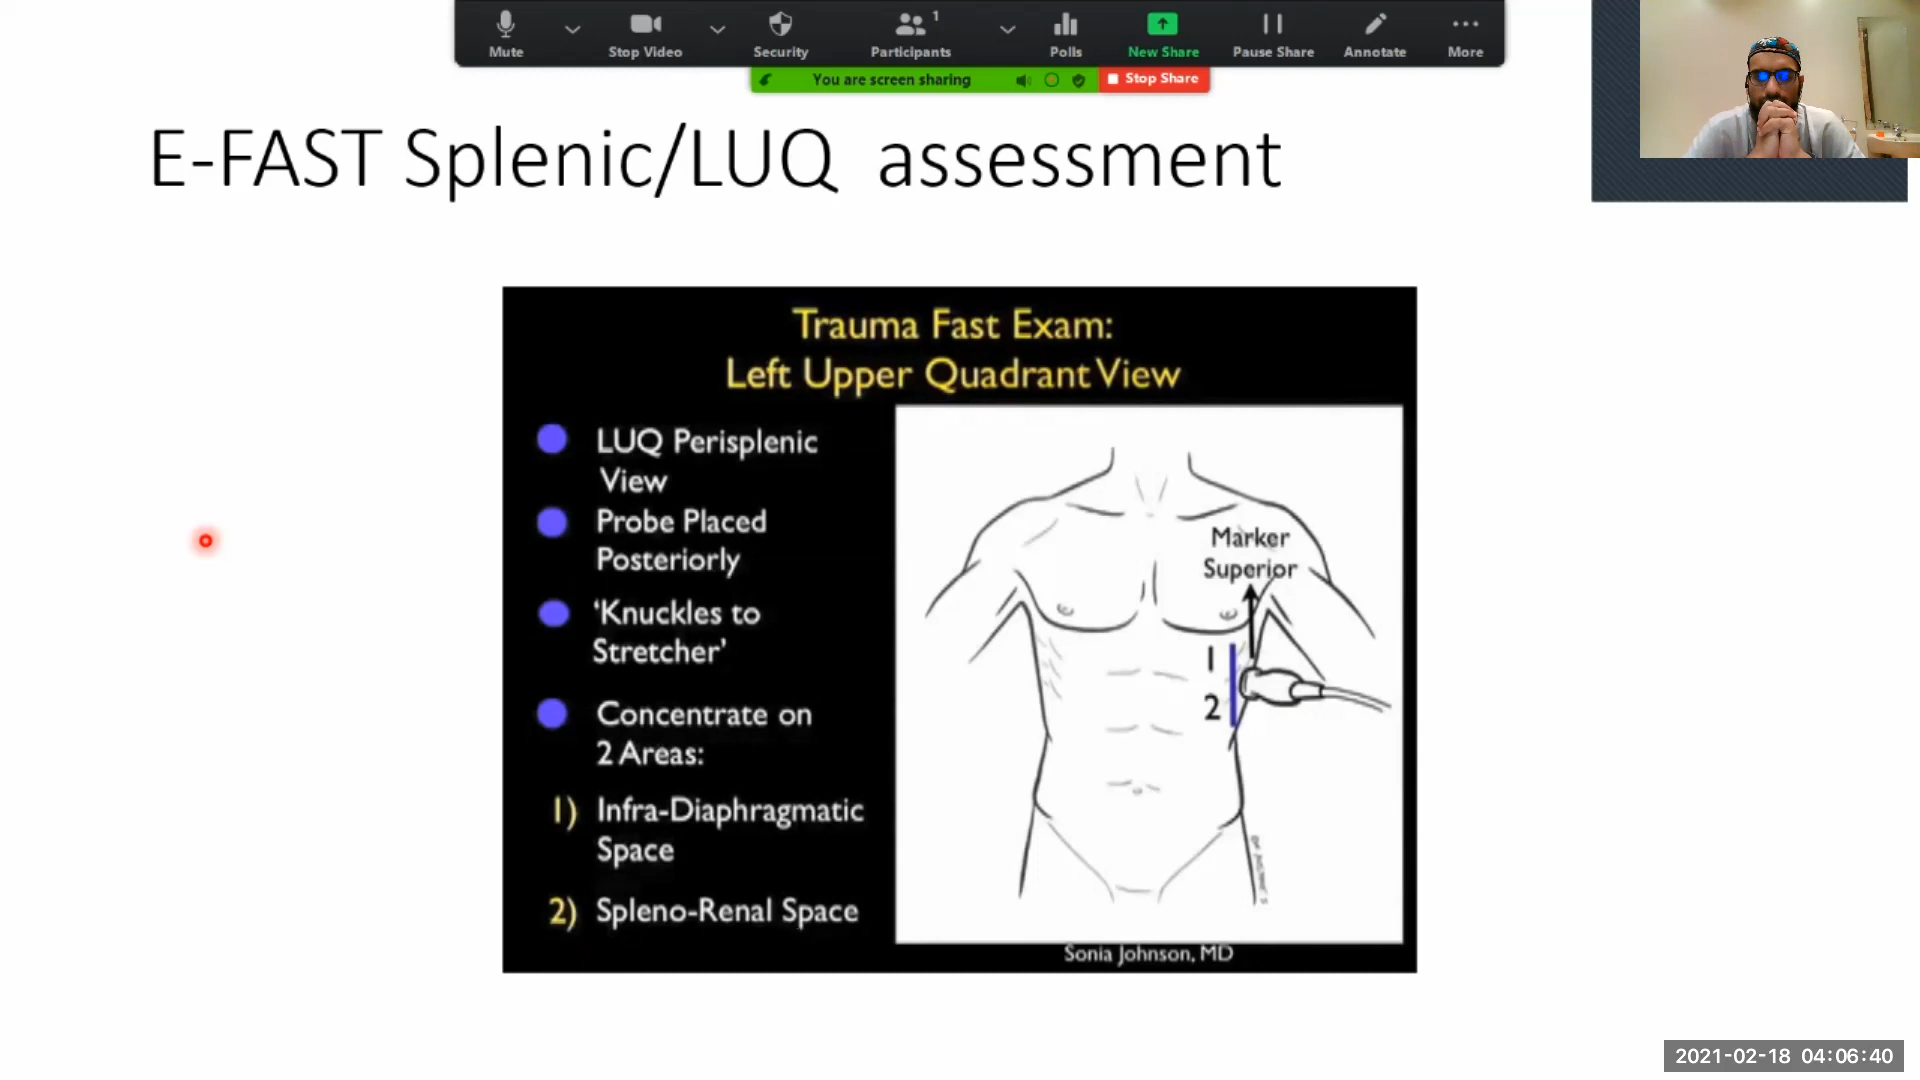 Mute
Stop Video
Security
Participants
1
Polls
New Share
Pause Share
Annotate
More
You are screen sharing
Stop Share
E-FAST Splenic/LUQ assessment
Trauma Fast Exam:
Left Upper Quadrant View
LUQ Perisplenic
View
Probe Placed
Posteriorly
‘Knuckles to
Stretcher’
Concentrate on
2 Areas:
1) Infra-Diaphragmatic
Space
2) Spleno-Renal Space
Marker
Superior
1
2
Sonia Johnson, MD
2021-02-18 04:06:40